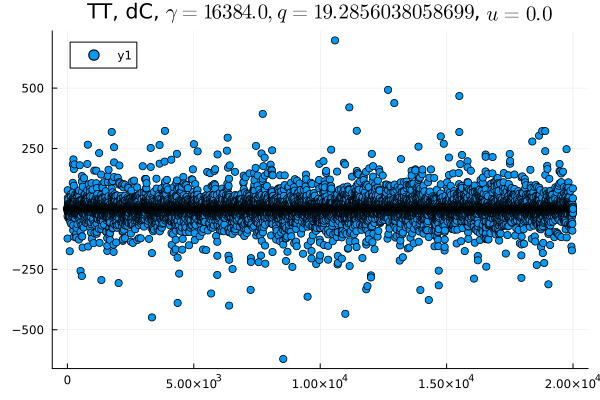 TT, dC, γ = 16384.0, q = 19.2856038058699, u = 0.0
y1
500
250
0
−250
−500
0 5.00×10³ 1.00×10⁴ 1.50×10⁴ 2.00×10⁴